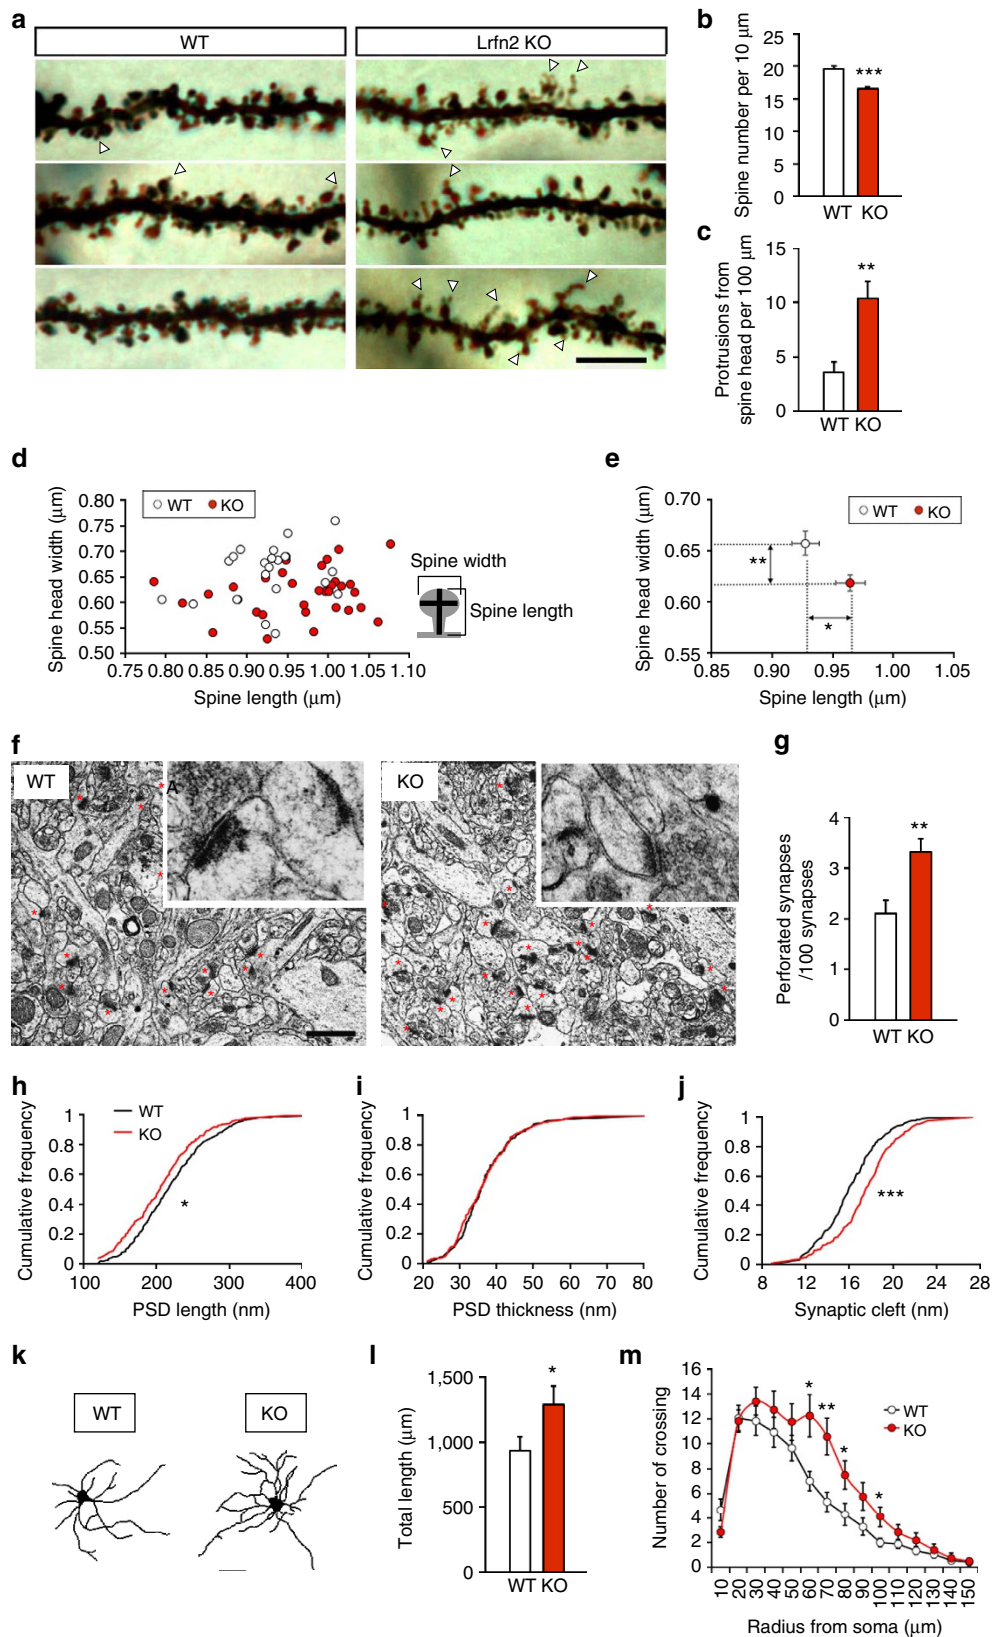 a
WT
Lrfn2 KO
b
Spine number per 10 μm
25
20
15
10
5
0
***
WT KO
c
Protrusions from
spine head per 100 μm
15
10
5
0
**
WT KO
d
Spine head width (μm)
0.80
0.75
0.70
0.65
0.60
0.55
0.50
WT KO
0.75 0.80 0.85 0.90 0.95 1.00 1.05 1.10
Spine length (μm)
Spine width
Spine length
e
Spine head width (μm)
0.70
0.65
0.60
0.55
WT KO
**
*
0.85 0.90 0.95 1.00 1.05
Spine length (μm)
f
WT
A
KO
g
Perforated synapses
/100 synapses
4
3
2
1
0
**
WT KO
h
Cumulative frequency
1
0.8
0.6
0.4
0.2
0
WT
KO
*
100 200 300 400
PSD length (nm)
i
Cumulative frequency
1
0.8
0.6
0.4
0.2
0
20 30 40 50 60 70 80
PSD thickness (nm)
j
Cumulative frequency
1
0.8
0.6
0.4
0.2
0
***
8 12 16 20 24 28
Synaptic cleft (nm)
k
WT
KO
l
Total length (μm)
1,500
1,000
500
0
*
WT KO
m
Number of crossing
16
14
12
10
8
6
4
2
0
WT
KO
*
**
*
*
10 20 30 40 50 60 70 80 90 100 110 120 130 140 150
Radius from soma (μm)